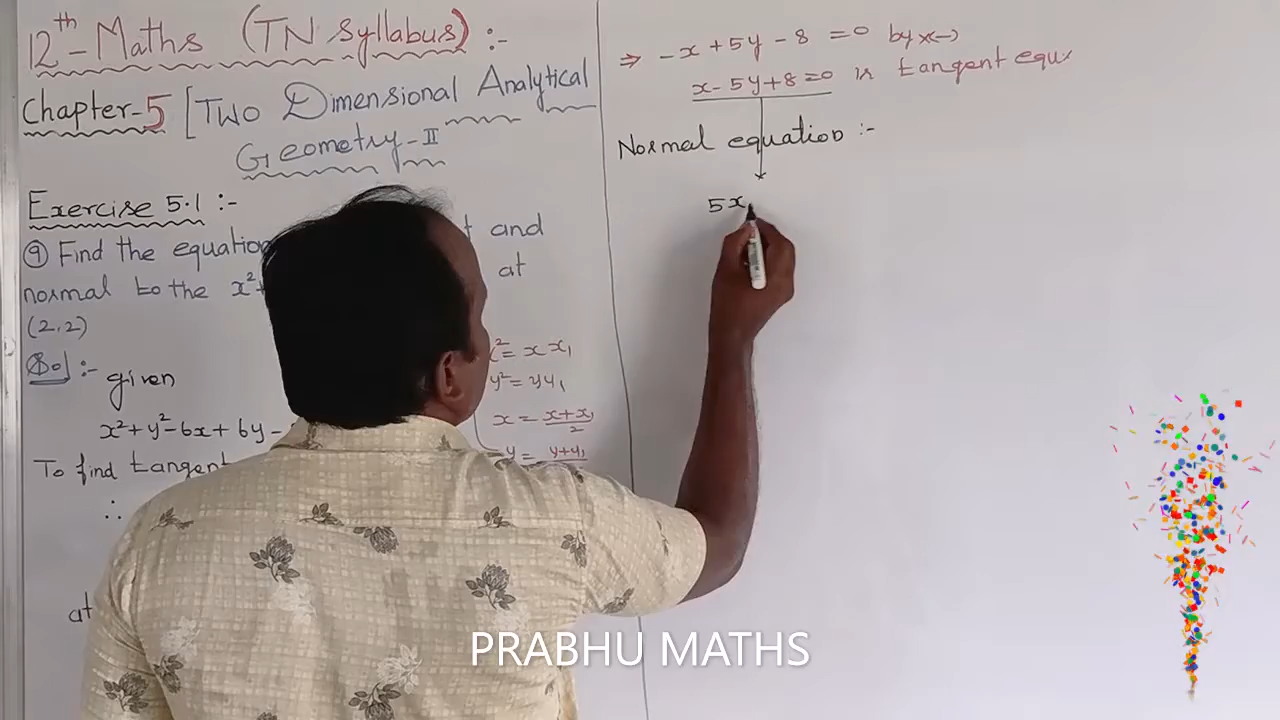 12th - Maths (TN Syllabus) :-
Chapter-5 [Two Dimensional Analytical
Geometry-II
Exercise 5.1 :-
⑨ Find the equation t and
normal to the x²+ at
(2,2)
Sol :-
given
x²+y²-6x+6y-
To find tangent
∴
at
x²= x x₁
y² = yy₁
x = x+x₁/2
y = y+y₁
⇒ -x+5y-8 =0 by x(-)
x-5y+8=0 is tangent equ
Normal equation :-
5x
PRABHU MATHS